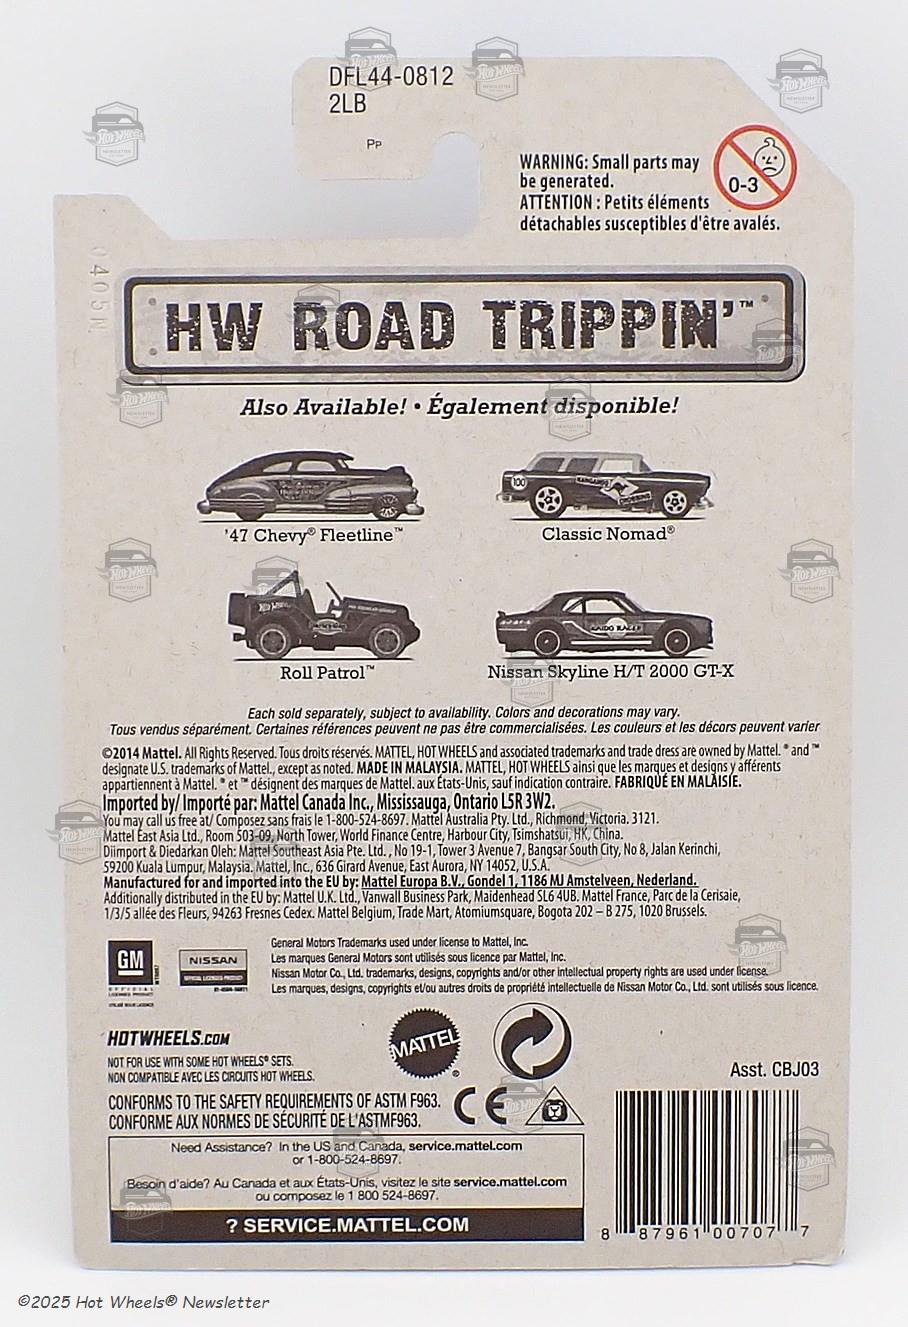 DFL44-0812
2LB
Pp
WARNING: Small parts may
be generated.
ATTENTION : Petits éléments
détachables susceptibles d'être avalés.
0-3
HW ROAD TRIPPIN'™
Also Available! • Également disponible!
'47 Chevy® Fleetline™
Classic Nomad®
Roll Patrol™
Nissan Skyline H/T 2000 GT-X
Each sold separately, subject to availability. Colors and decorations may vary.
Tous vendus séparément. Certaines références peuvent ne pas être commercialisées. Les couleurs et les décors peuvent varier
©2014 Mattel. All Rights Reserved. Tous droits réservés. MATTEL, HOT WHEELS and associated trademarks and trade dress are owned by Mattel. ® and ™
designate U.S. trademarks of Mattel., except as noted. MADE IN MALAYSIA. MATTEL, HOT WHEELS ainsi que les marques et designs y afférents
appartiennent à Mattel. ® et ™ désignent des marques de Mattel. aux États-Unis, sauf indication contraire. FABRIQUÉ EN MALAISIE.
Imported by/ Importé par: Mattel Canada Inc., Mississauga, Ontario L5R 3W2.
You may call us free at/ Composez sans frais le 1-800-524-8697. Mattel Australia Pty. Ltd., Richmond, Victoria. 3121.
Mattel East Asia Ltd., Room 503-09, North Tower, World Finance Centre, Harbour City, Tsimshatsui, HK, China.
Diimport & Diedarkan Oleh: Mattel Southeast Asia Pte. Ltd. , No 19-1, Tower 3 Avenue 7, Bangsar South City, No 8, Jalan Kerinchi,
59200 Kuala Lumpur, Malaysia. Mattel, Inc., 636 Girard Avenue, East Aurora, NY 14052, U.S.A.
Manufactured for and imported into the EU by: Mattel Europa B.V., Gondel 1, 1186 MJ Amstelveen, Nederland.
Additionally distributed in the EU by: Mattel U.K. Ltd., Vanwall Business Park, Maidenhead SL6 4UB. Mattel France, Parc de la Cerisaie,
1/3/5 allée des Fleurs, 94263 Fresnes Cedex. Mattel Belgium, Trade Mart, Atomiumsquare, Bogota 202 – B 275, 1020 Brussels.
GM
OFFICIAL
LICENSED PRODUCT
NISSAN
OFFICIAL LICENSED PRODUCT
General Motors Trademarks used under license to Mattel, Inc.
Les marques General Motors sont utilisés sous licence par Mattel, Inc.
Nissan Motor Co., Ltd. trademarks, designs, copyrights and/or other intellectual property rights are used under license.
Les marques, designs, copyrights et/ou autres droits de propriété intellectuelle de Nissan Motor Co., Ltd. sont utilisés sous licence.
HOTWHEELS.COM
MATTEL®
NOT FOR USE WITH SOME HOT WHEELS® SETS.
NON COMPATIBLE AVEC LES CIRCUITS HOT WHEELS.
Asst. CBJ03
CONFORMS TO THE SAFETY REQUIREMENTS OF ASTM F963.
CONFORME AUX NORMES DE SÉCURITÉ DE L'ASTMF963.
CE
Need Assistance? In the US and Canada, service.mattel.com
or 1-800-524-8697.
Besoin d'aide? Au Canada et aux États-Unis, visitez le site service.mattel.com
ou composez le 1 800 524-8697.
? SERVICE.MATTEL.COM
8 87961 00707 7
©2025 Hot Wheels® Newsletter